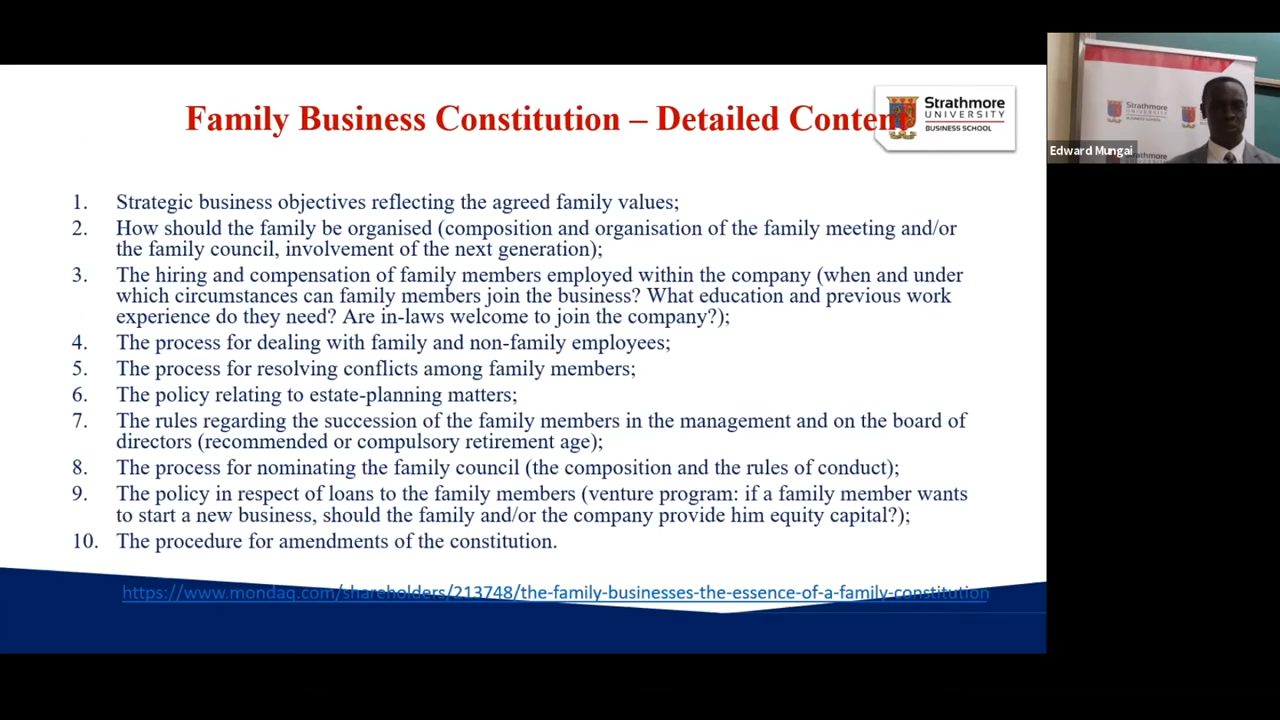 Family Business Constitution – Detailed Content
Strathmore
UNIVERSITY
BUSINESS SCHOOL
1. Strategic business objectives reflecting the agreed family values;
2. How should the family be organised (composition and organisation of the family meeting and/or
the family council, involvement of the next generation);
3. The hiring and compensation of family members employed within the company (when and under
which circumstances can family members join the business? What education and previous work
experience do they need? Are in-laws welcome to join the company?);
4. The process for dealing with family and non-family employees;
5. The process for resolving conflicts among family members;
6. The policy relating to estate-planning matters;
7. The rules regarding the succession of the family members in the management and on the board of
directors (recommended or compulsory retirement age);
8. The process for nominating the family council (the composition and the rules of conduct);
9. The policy in respect of loans to the family members (venture program: if a family member wants
to start a new business, should the family and/or the company provide him equity capital?);
10. The procedure for amendments of the constitution.
https://www.mondaq.com/shareholders/213748/the-family-businesses-the-essence-of-a-family-constitution
Strathmore
UNIVERSITY
BUSINESS SCHOOL
Strathmore
Edward Mungai